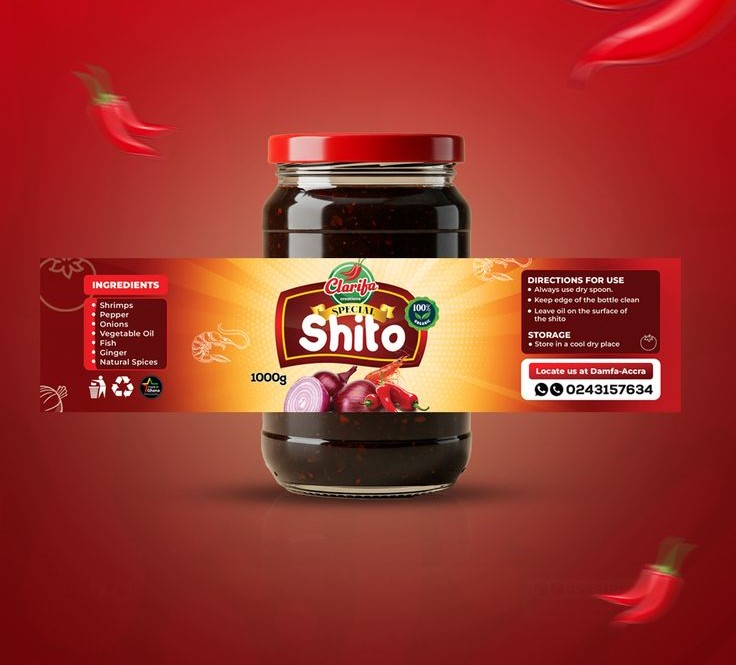 INGREDIENTS
Shrimps
Pepper
Onions
Vegetable Oil
Fish
Ginger
Natural Spices
Clarifa
creations
SPECIAL
Shito
100%
ORGANIC
1000g
DIRECTIONS FOR USE
Always use dry spoon.
Keep edge of the bottle clean
Leave oil on the surface of
the shito
STORAGE
Store in a cool dry place
Locate us at Damfa-Accra
0243157634